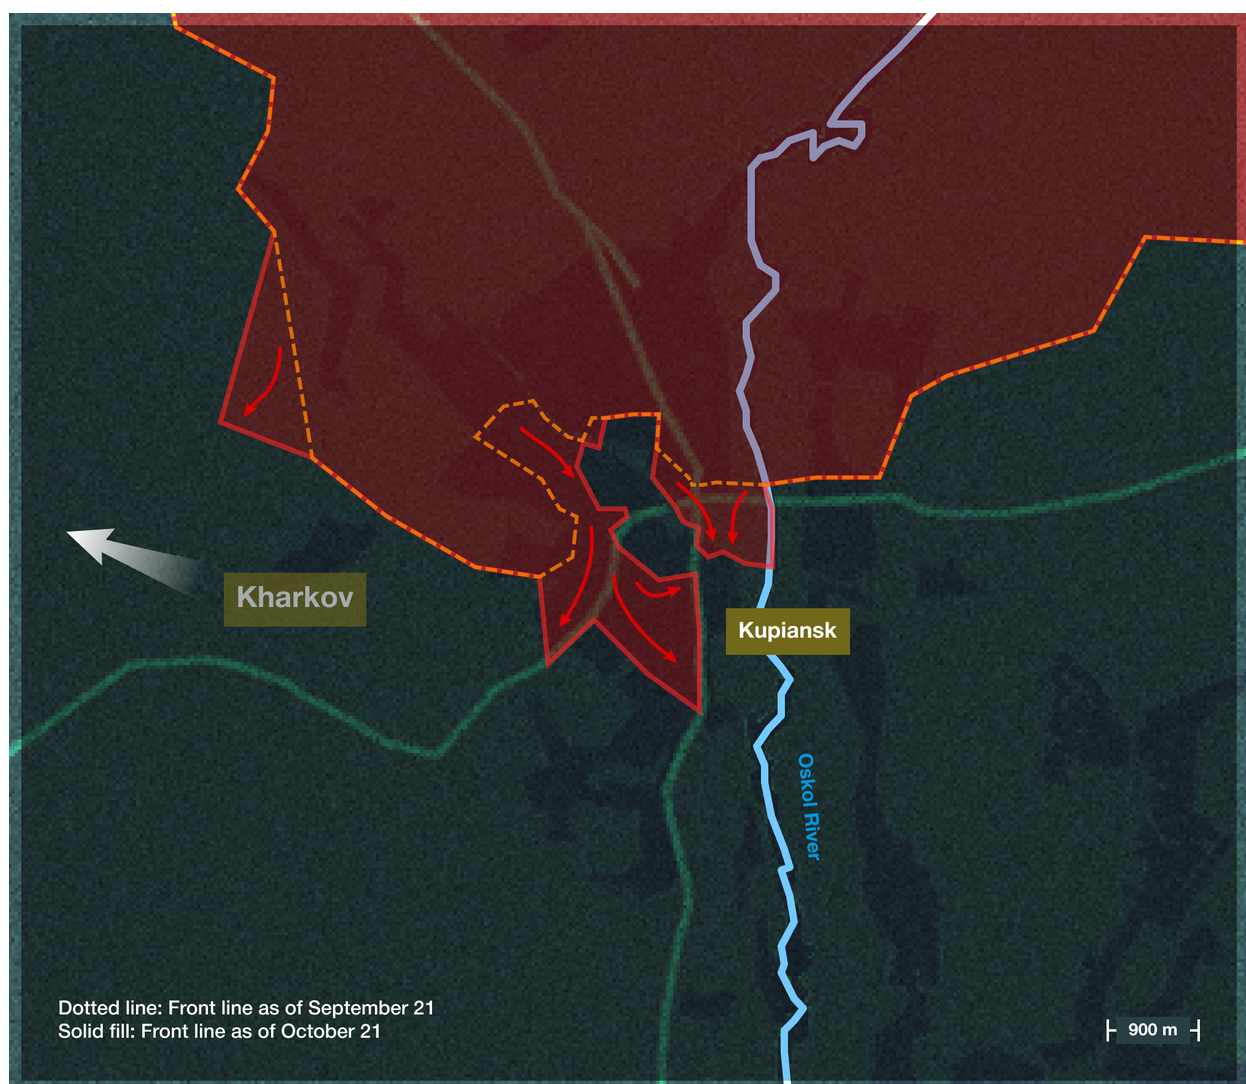 Kharkov
Kupiansk
Oskol River
Dotted line: Front line as of September 21
Solid fill: Front line as of October 21
900 m